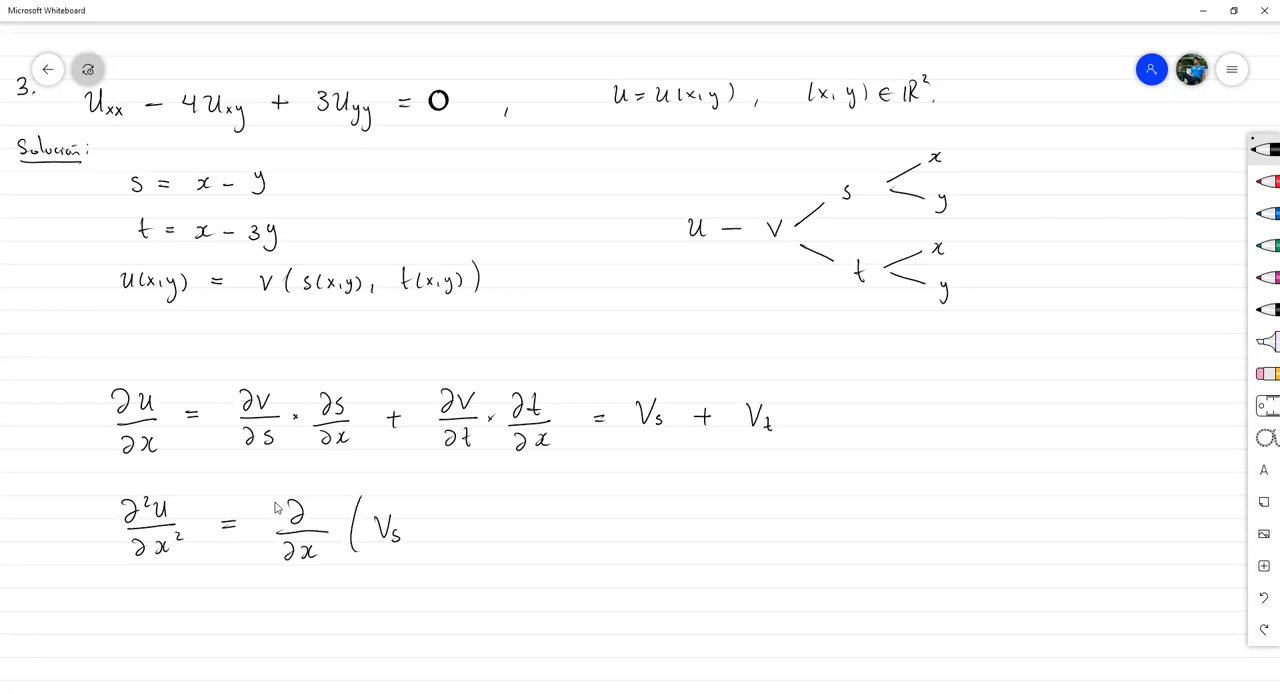 Microsoft Whiteboard
3. Uxx - 4Uxy + 3Uyy = 0 , U = U(x,y) , (x,y) ∈ ℝ².
Solución:
s = x - y
t = x - 3y
u(x,y) = v(s(x,y), t(x,y))
u — v
s
x
y
t
x
y
∂u/∂x = ∂v/∂s · ∂s/∂x + ∂v/∂t · ∂t/∂x = Vs + Vt
∂²u/∂x² = ∂/∂x ( Vs
A